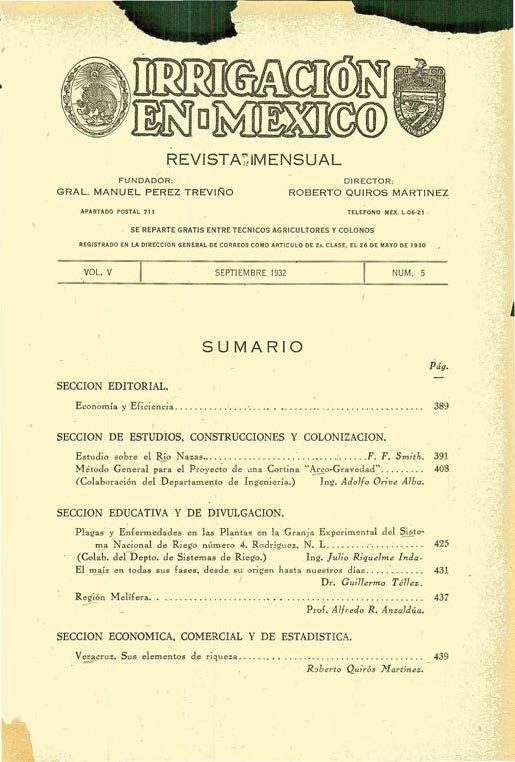 IRRIGACIÓN
EN MEXICO
REVISTA MENSUAL
FUNDADOR:
GRAL. MANUEL PEREZ TREVIÑO
DIRECTOR:
ROBERTO QUIROS MARTINEZ
APARTADO POSTAL 711
TELEFONO MEX. L-06-21
SE REPARTE GRATIS ENTRE TECNICOS AGRICULTORES Y COLONOS
REGISTRADO EN LA DIRECCION GENERAL DE CORREOS COMO ARTICULO DE 2a. CLASE, EL 26 DE MAYO DE 1930
VOL. V SEPTIEMBRE 1932 NUM. 5
SUMARIO
Pág.
SECCION EDITORIAL.
Economía y Eficiencia 389
SECCION DE ESTUDIOS, CONSTRUCCIONES Y COLONIZACION.
Estudio sobre el Rio Nazas. F. F. Smith. 391
Método General para el Proyecto de una Cortina "Arco-Gravedad" 408
(Colaboración del Departamento de Ingeniería.) Ing. Adolfo Orive Alba.
SECCION EDUCATIVA Y DE DIVULGACION.
Plagas y Enfermedades en las Plantas en la Granja Experimental del Siste-
ma Nacional de Riego número 4. Rodríguez, N. L. 425
(Colab. del Depto. de Sistemas de Riego.) Ing. Julio Riquelme Inda.
El maíz en todas sus fases, desde su origen hasta nuestros días 431
Dr. Guillermo Téllez.
Región Melífera. 437
Prof. Alfredo R. Anzaldúa.
SECCION ECONOMICA, COMERCIAL Y DE ESTADISTICA.
Veracruz. Sus elementos de riqueza 439
Roberto Quirós Martínez.